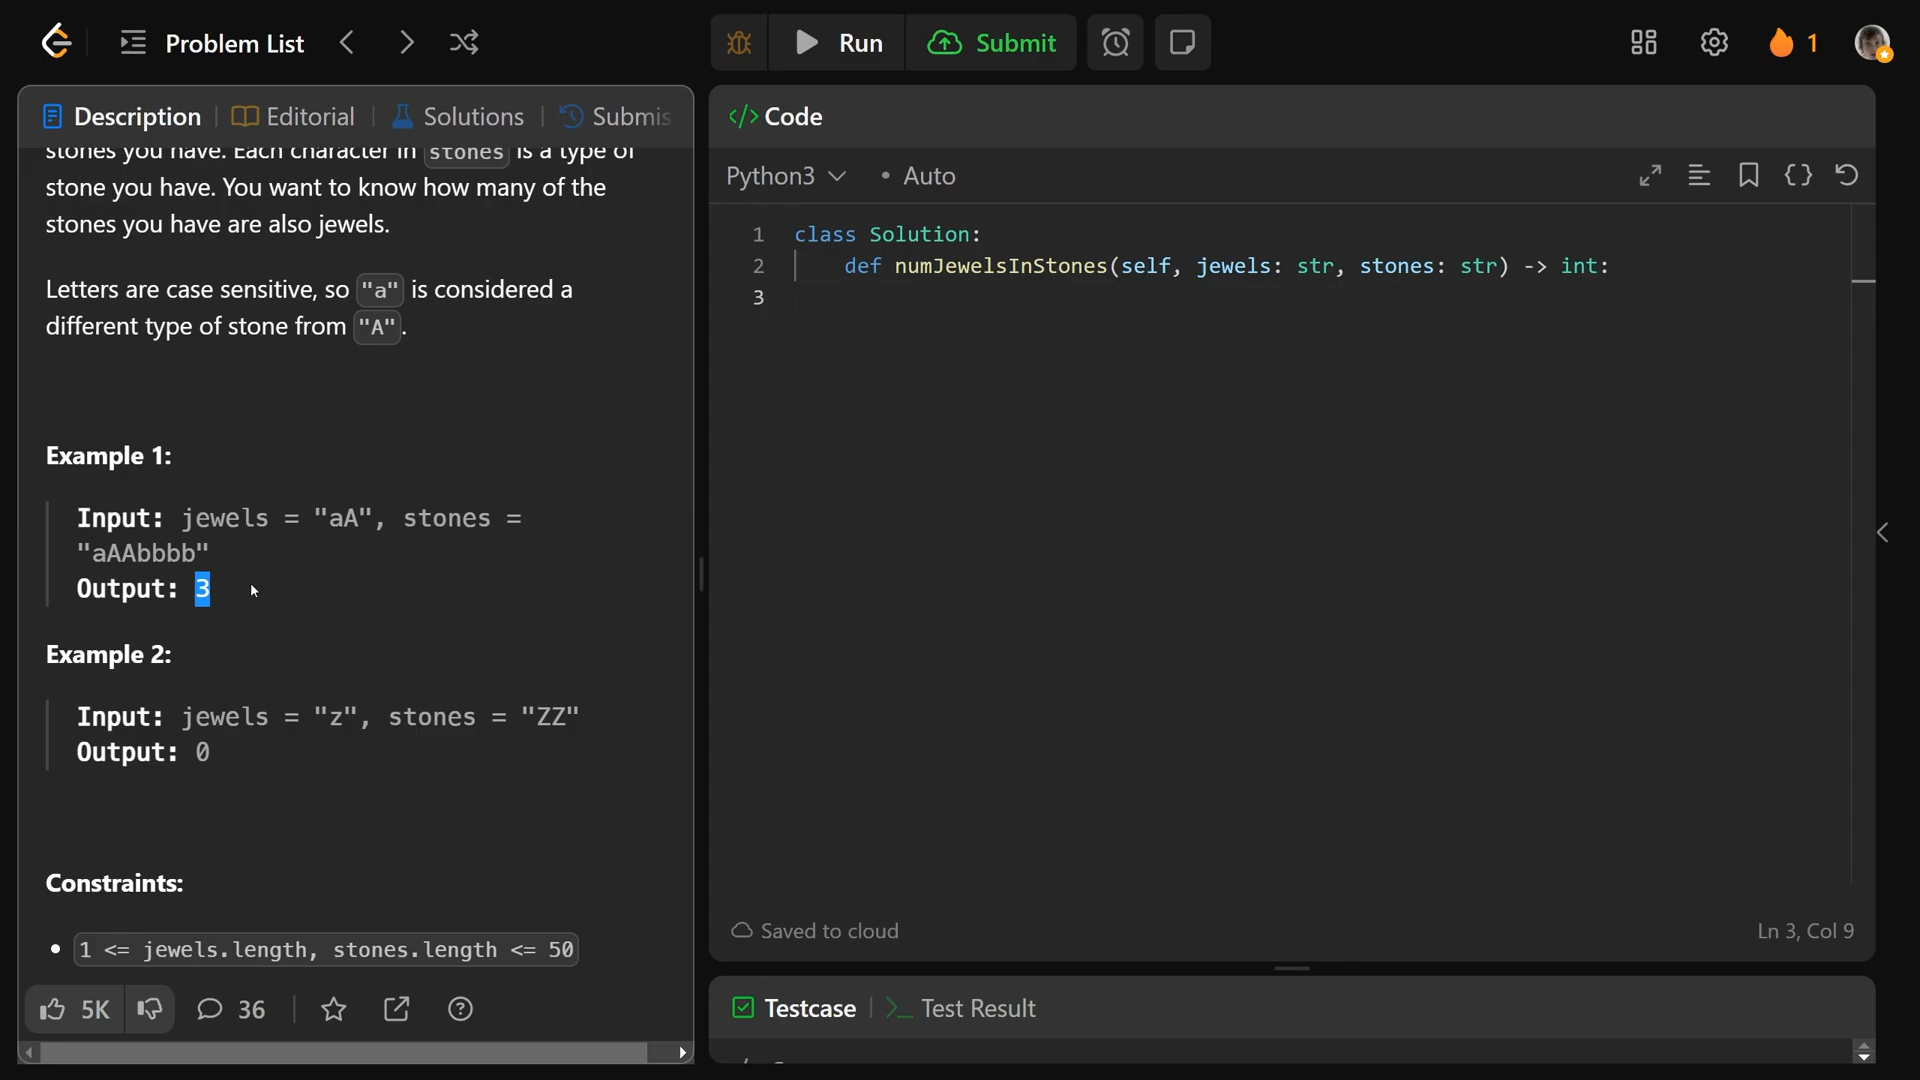 Problem List
Run
Submit
1
Description
Editorial
Solutions
Submis
stones you have. Each character in stones is a type of
stone you have. You want to know how many of the
stones you have are also jewels.
Letters are case sensitive, so "a" is considered a
different type of stone from "A".
Example 1:
Input: jewels = "aA", stones =
"aAAbbbb"
Output: 3
Example 2:
Input: jewels = "z", stones = "ZZ"
Output: 0
Constraints:
1 <= jewels.length, stones.length <= 50
5K
36
</> Code
Python3
• Auto
1 class Solution:
2 def numJewelsInStones(self, jewels: str, stones: str) -> int:
3
Saved to cloud
Ln 3, Col 9
Testcase
Test Result